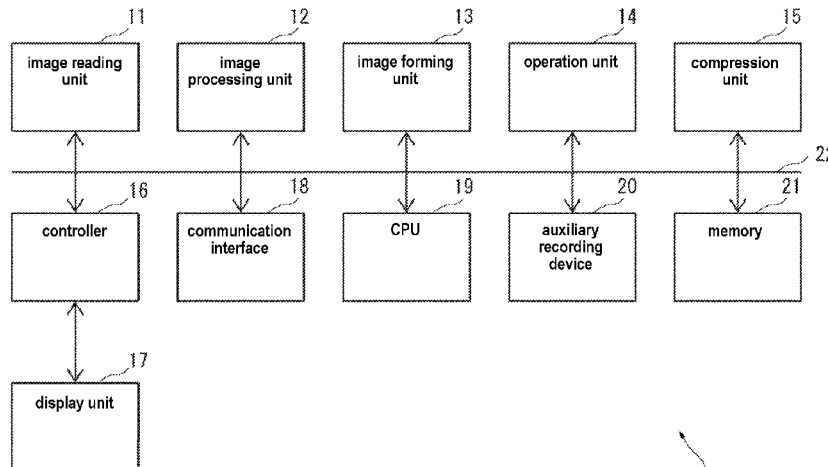 11
12
13
14
15
image reading
unit
image
processing unit
image forming
unit
operation unit
compression
unit
22
16
18
19
20
21
controller
communication
interface
CPU
auxiliary
recording
device
memory
17
display unit